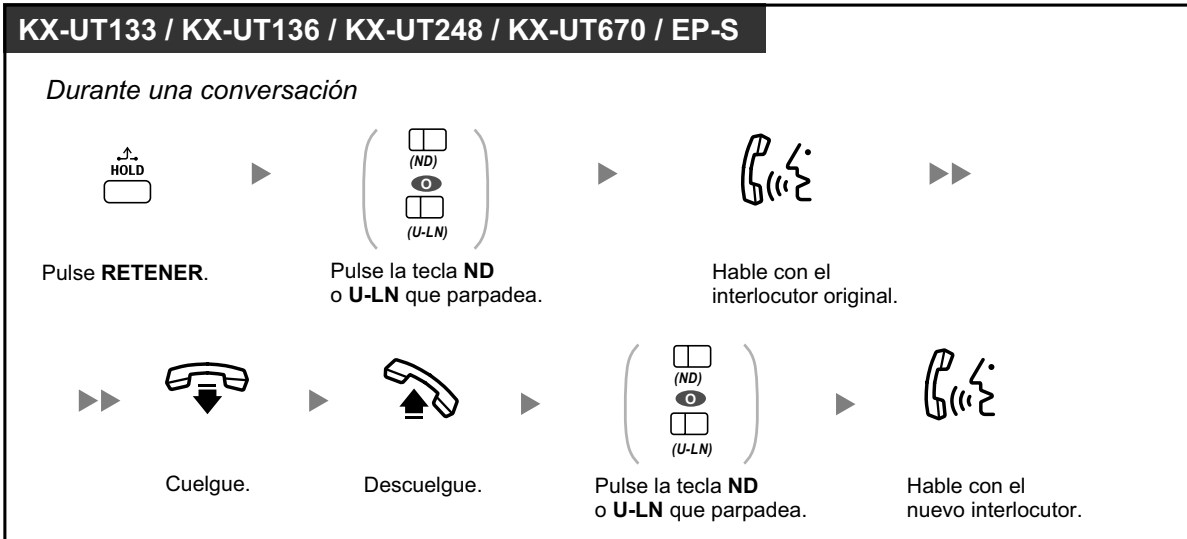 KX-UT133 / KX-UT136 / KX-UT248 / KX-UT670 / EP-S
Durante una conversación
HOLD
(ND)
O
(U-LN)
Pulse RETENER.
Pulse la tecla ND
o U-LN que parpadea.
Hable con el
interlocutor original.
(ND)
O
(U-LN)
Cuelgue.
Descuelgue.
Pulse la tecla ND
o U-LN que parpadea.
Hable con el
nuevo interlocutor.